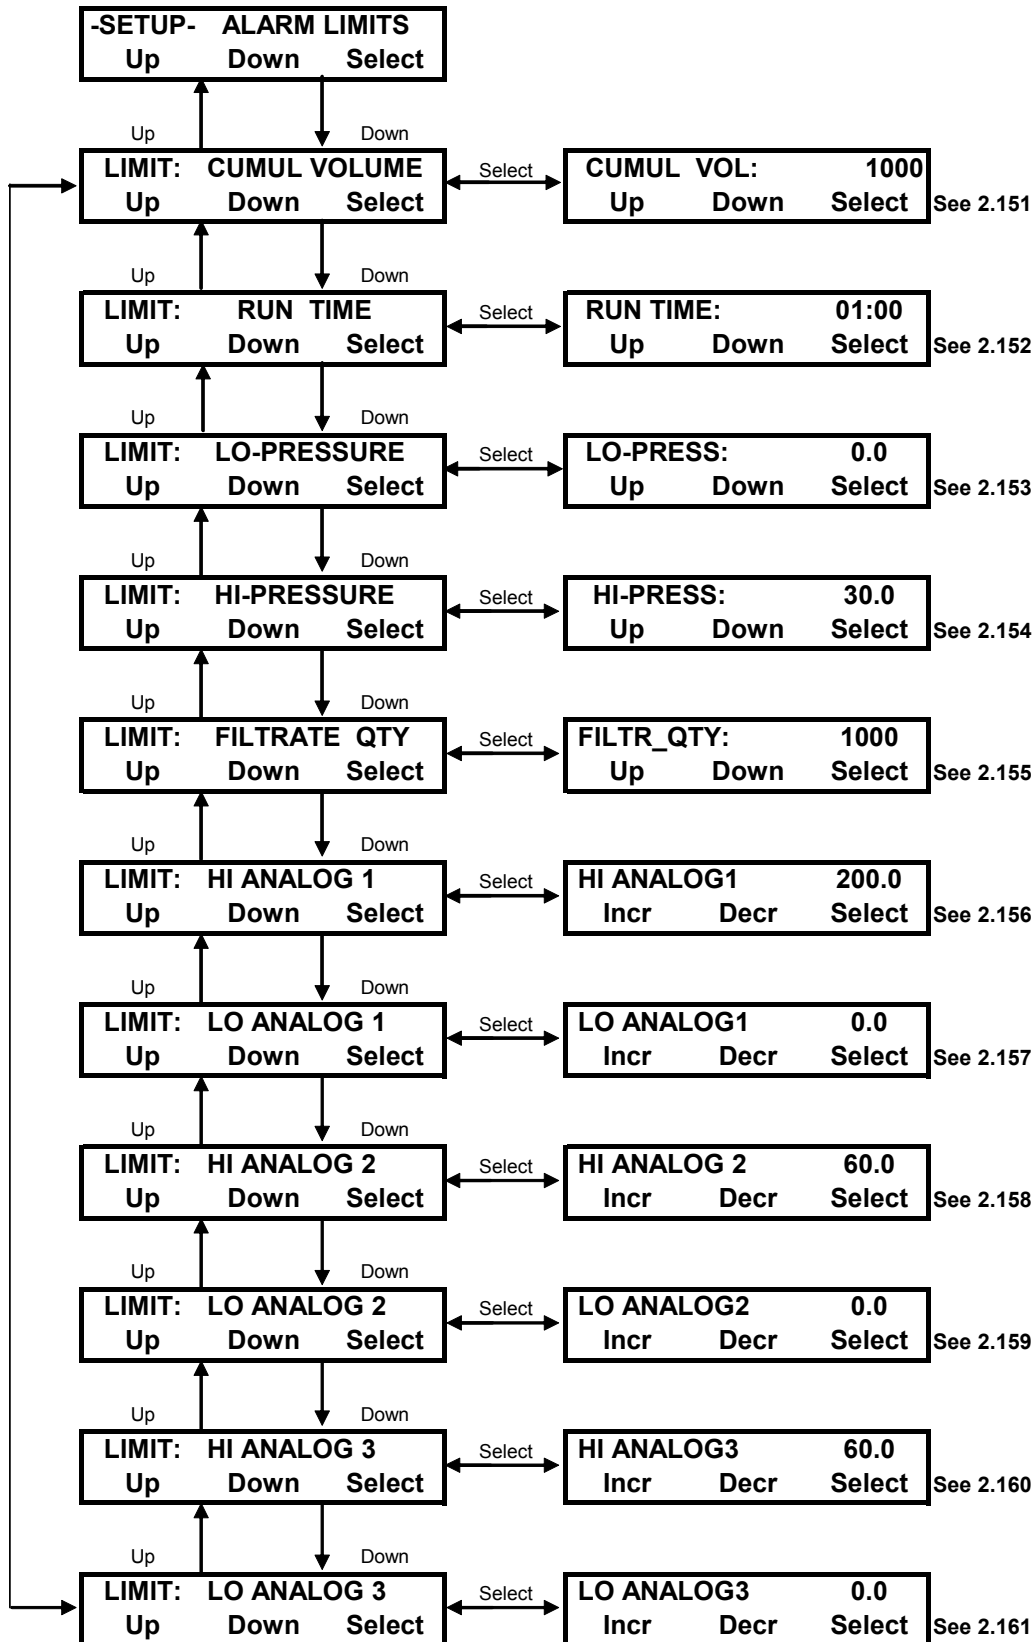 -SETUP- ALARM LIMITS
Up Down Select
Up Down
LIMIT: CUMUL VOLUME Select CUMUL VOL: 1000
Up Down Select Up Down Select See 2.151
Up Down
LIMIT: RUN TIME Select RUN TIME: 01:00
Up Down Select Up Down Select See 2.152
Up Down
LIMIT: LO-PRESSURE Select LO-PRESS: 0.0
Up Down Select Up Down Select See 2.153
Up Down
LIMIT: HI-PRESSURE Select HI-PRESS: 30.0
Up Down Select Up Down Select See 2.154
Up Down
LIMIT: FILTRATE QTY Select FILTR_QTY: 1000
Up Down Select Up Down Select See 2.155
Up Down
LIMIT: HI ANALOG 1 Select HI ANALOG1 200.0
Up Down Select Incr Decr Select See 2.156
Up Down
LIMIT: LO ANALOG 1 Select LO ANALOG1 0.0
Up Down Select Incr Decr Select See 2.157
Up Down
LIMIT: HI ANALOG 2 Select HI ANALOG 2 60.0
Up Down Select Incr Decr Select See 2.158
Up Down
LIMIT: LO ANALOG 2 Select LO ANALOG2 0.0
Up Down Select Incr Decr Select See 2.159
Up Down
LIMIT: HI ANALOG 3 Select HI ANALOG3 60.0
Up Down Select Incr Decr Select See 2.160
Up Down
LIMIT: LO ANALOG 3 Select LO ANALOG3 0.0
Up Down Select Incr Decr Select See 2.161